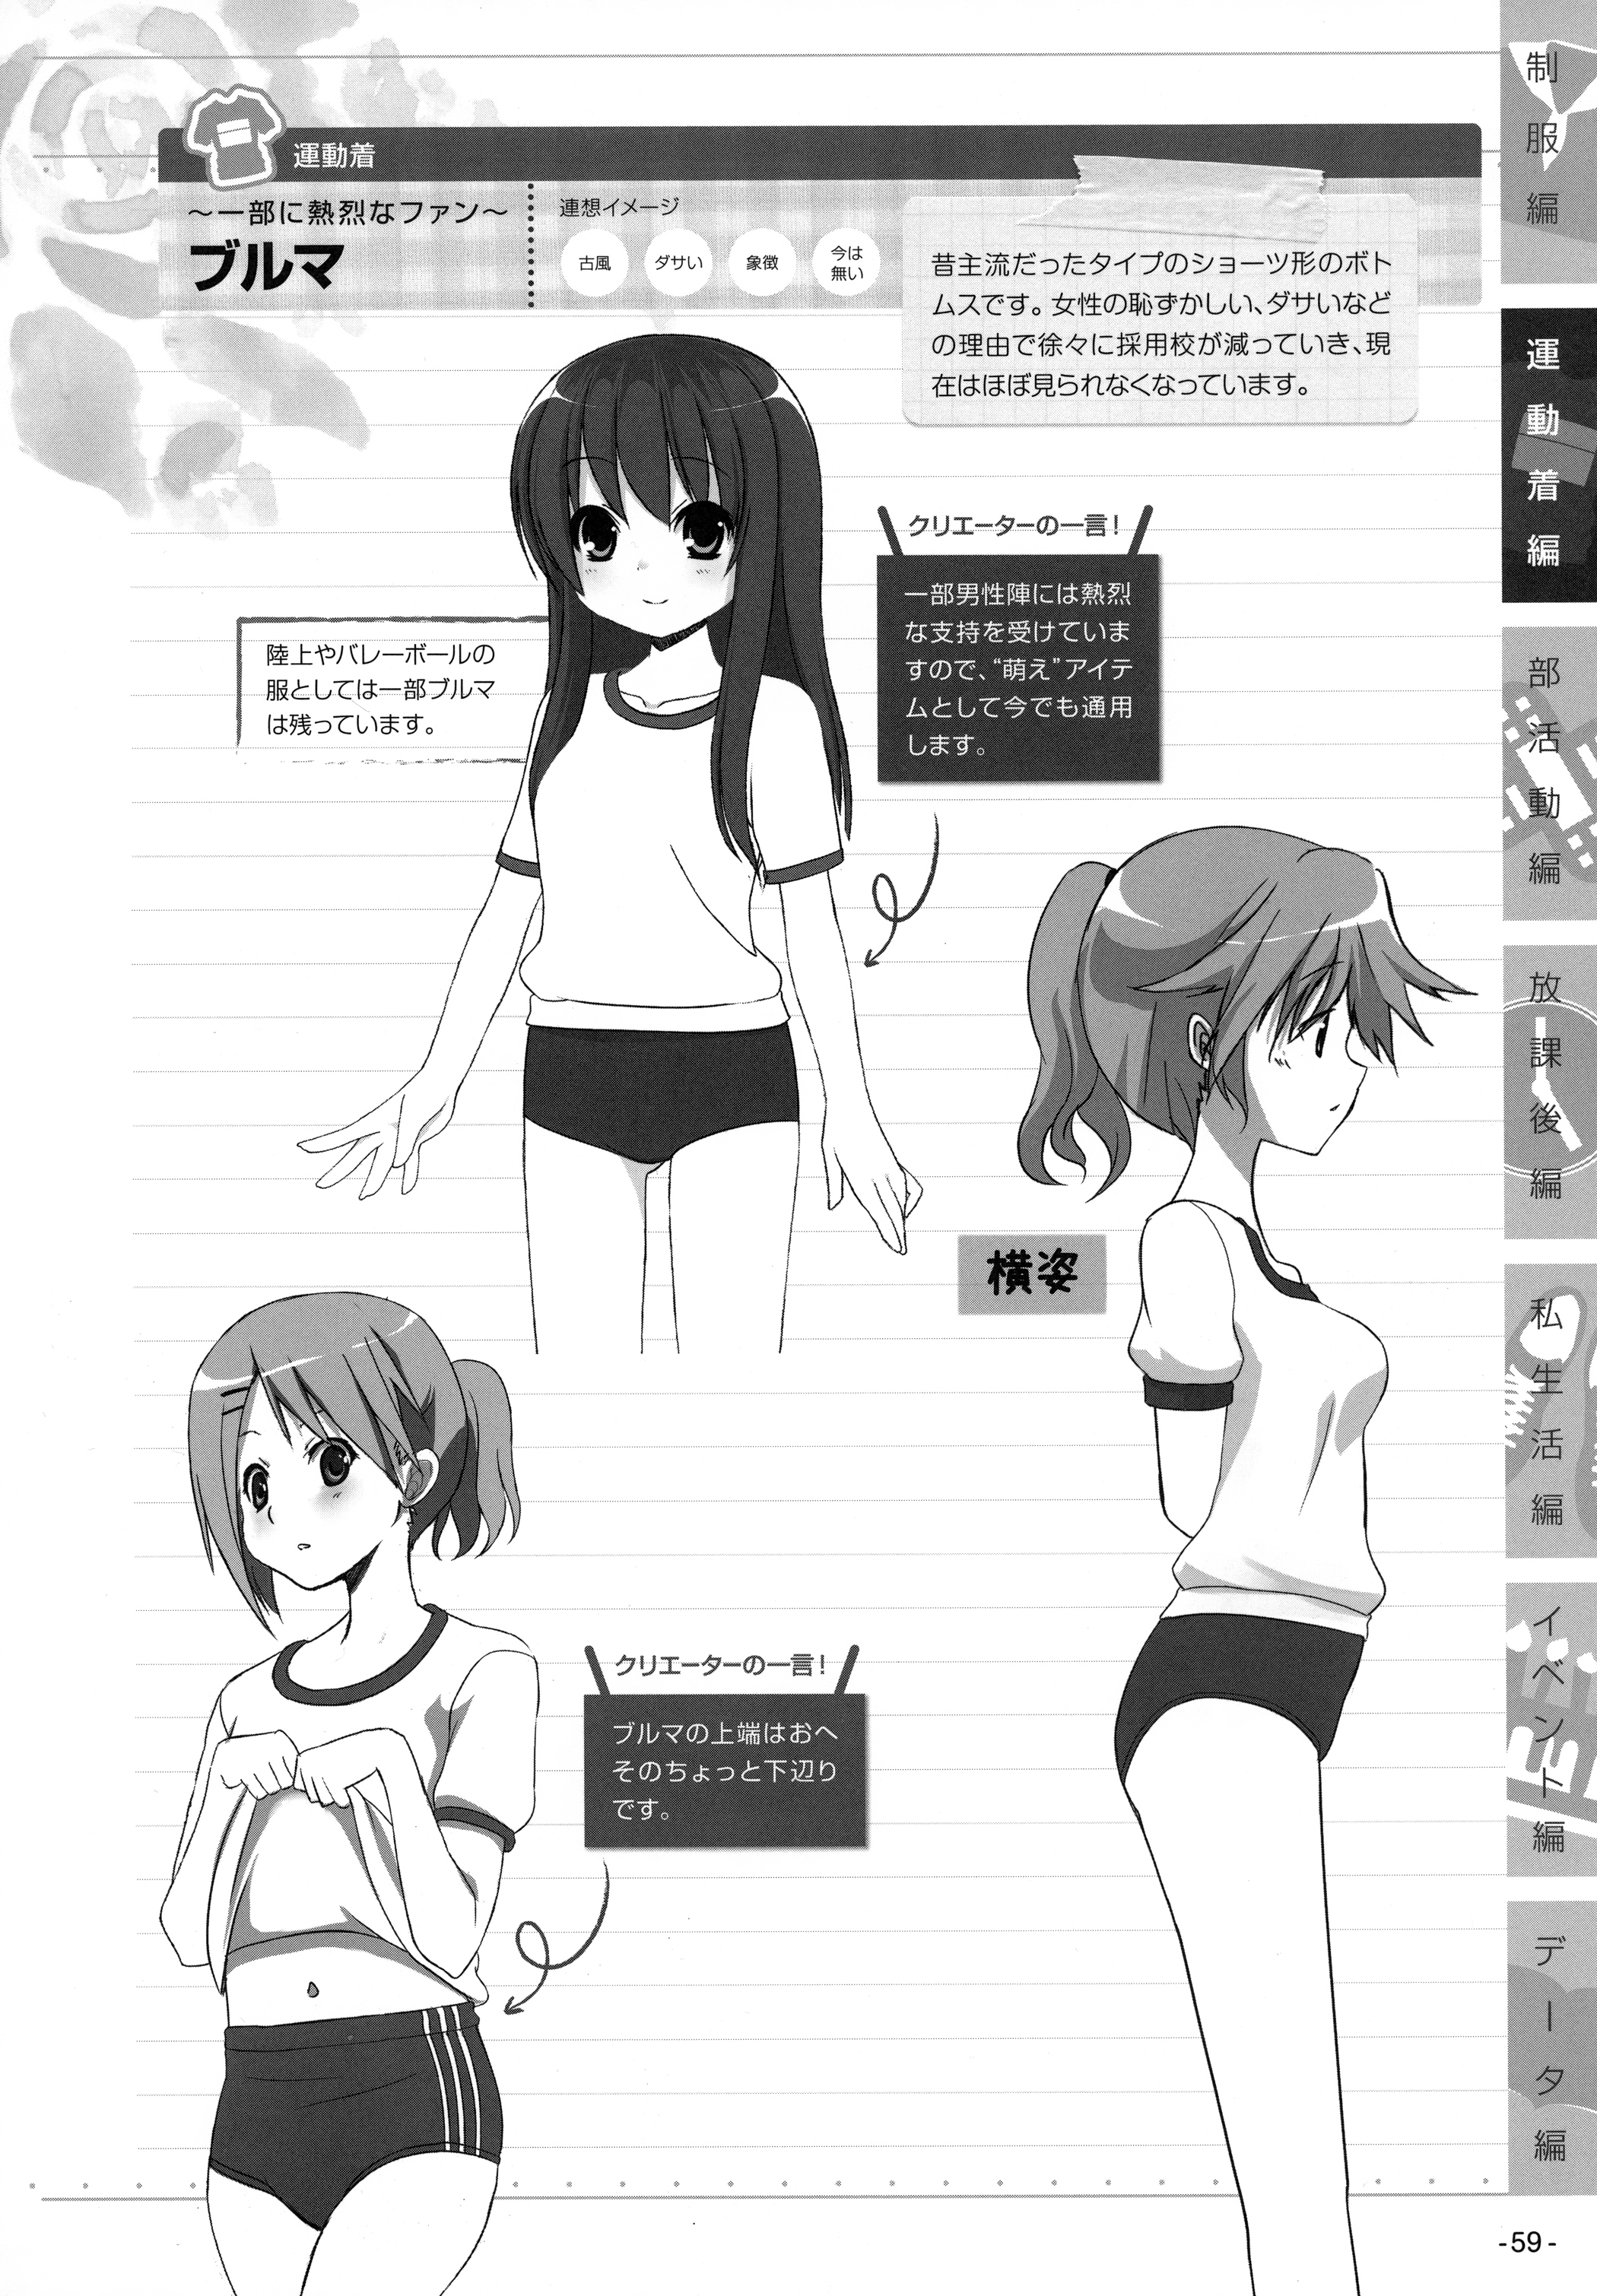 運動着
～一部に熱烈なファン～
ブルマ
連想イメージ
古風
ダサい
象徴
今は
無い
昔主流だったタイプのショーツ形のボト
ムスです。女性の恥ずかしい、ダサいなど
の理由で徐々に採用校が減っていき、現
在はほぼ見られなくなっています。
クリエーターの一言！
一部男性陣には熱烈
な支持を受けていま
すので、“萌え”アイテ
ムとして今でも通用
します。
陸上やバレーボールの
服としては一部ブルマ
は残っています。
横姿
クリエーターの一言！
ブルマの上端はおへ
そのちょっと下辺り
です。
制服編
運動着編
部活動編
放課後編
私生活編
イベント編
データ編
-59-